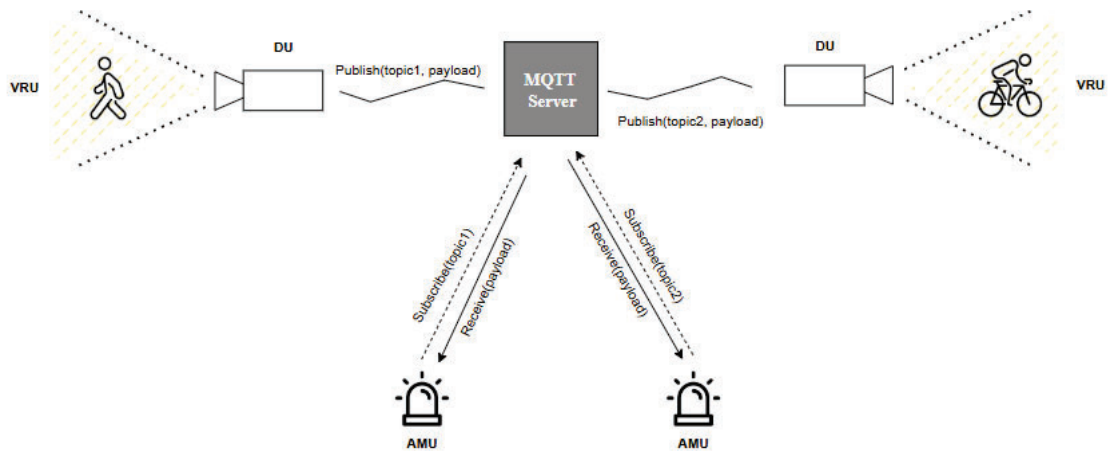 DU
DU
VRU
Publish(topic1, payload)
MQTT
Server
Publish(topic2, payload)
VRU
Subscribe(topic1)
Receive(payload)
Receive(payload)
Subscribe(topic2)
AMU
AMU